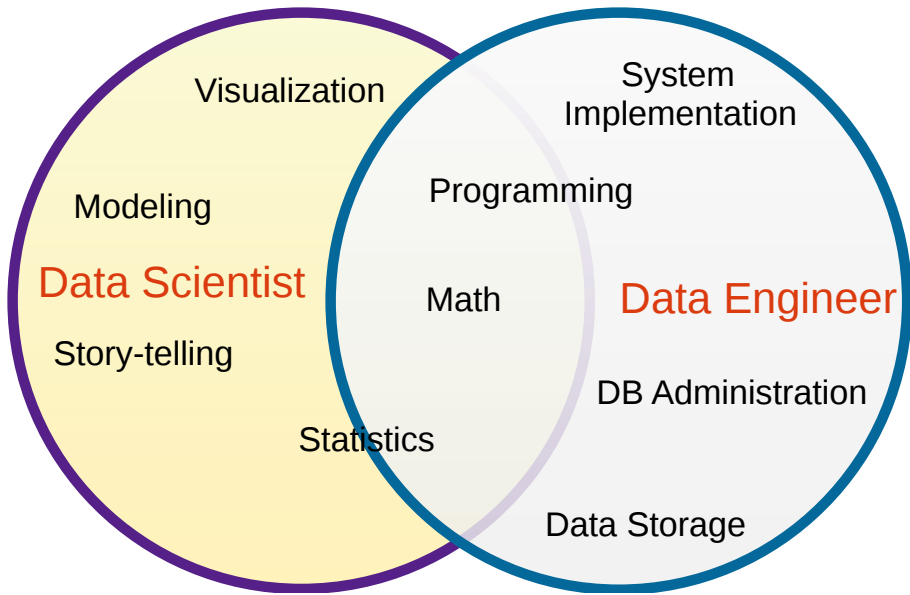 Visualization
System
Implementation
Programming
Modeling
Data Scientist
Math
Data Engineer
Story-telling
DB Administration
Statistics
Data Storage